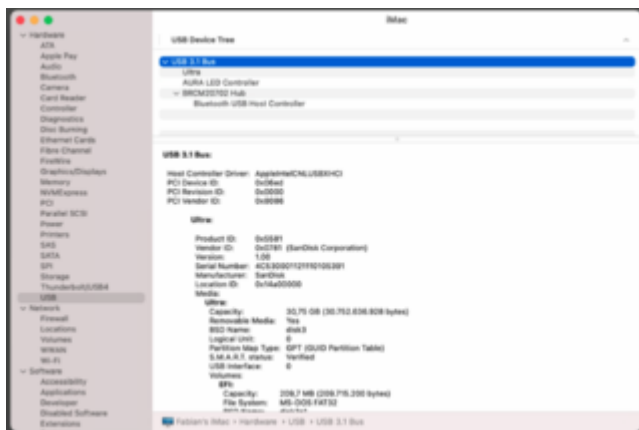 iMac
Hardware
ATA
Apple Pay
Audio
Bluetooth
Camera
Card Reader
Controller
Diagnostics
Disc Burning
Ethernet Cards
Fibre Channel
FireWire
Graphics/Displays
Memory
NVMExpress
PCI
Parallel SCSI
Power
Printers
SAS
SATA
SPI
Storage
Thunderbolt/USB4
USB
Network
Firewall
Locations
Volumes
WWAN
Wi-Fi
Software
Accessibility
Applications
Developer
Disabled Software
Extensions
USB Device Tree
USB 3.1 Bus
Ultra
AURA LED Controller
BRCM20702 Hub
Bluetooth USB Host Controller
USB 3.1 Bus:
Host Controller Driver: AppleIntelCNLUSBXHCI
PCI Device ID: 0x06ed
PCI Revision ID: 0x0000
PCI Vendor ID: 0x8086
Ultra:
Product ID: 0x5581
Vendor ID: 0x0781 (SanDisk Corporation)
Version: 1.00
Serial Number:
Manufacturer: SanDisk
Location ID: 0x14a00000
Media:
Ultra:
Capacity: 30,75 GB (30.752.636.928 bytes)
Removable Media: Yes
BSD Name: disk3
Logical Unit: 0
Partition Map Type: GPT (GUID Partition Table)
S.M.A.R.T. status: Verified
USB Interface: 0
Volumes:
EFI:
Capacity: 209,7 MB (209.715.200 bytes)
File System: MS-DOS FAT32
Fabian's iMac › Hardware › USB › USB 3.1 Bus